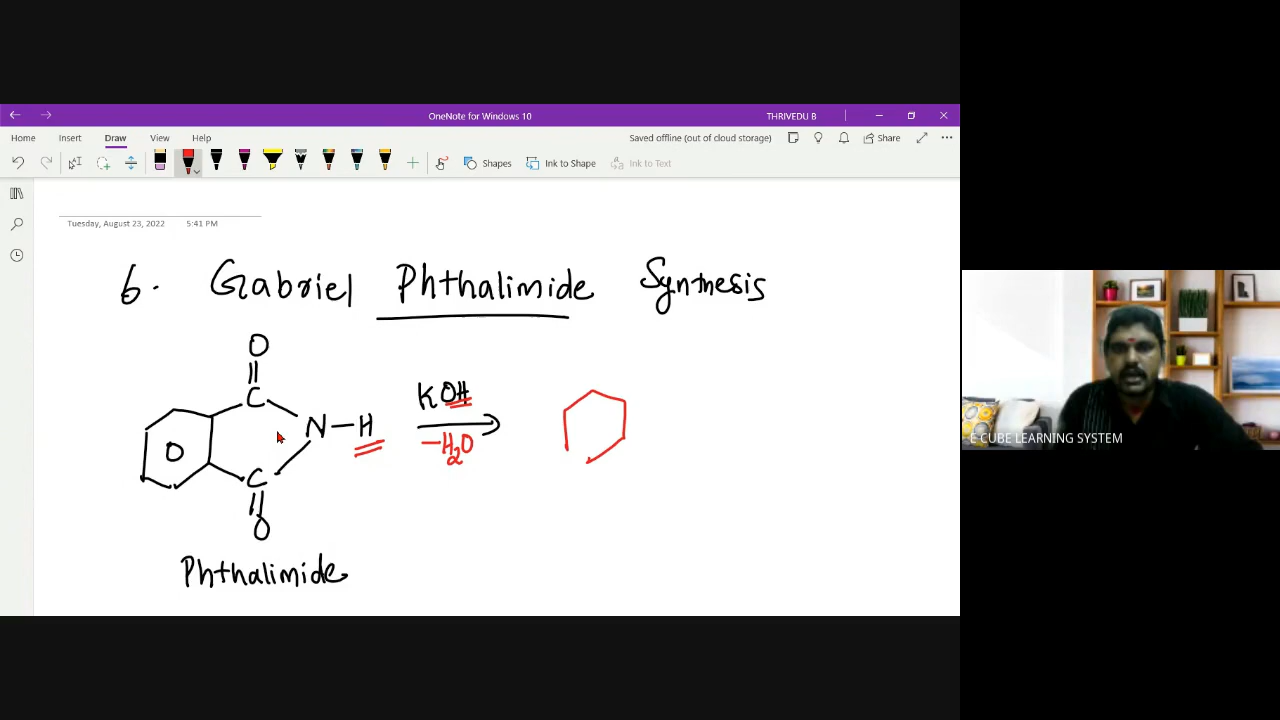 OneNote for Windows 10
THRIVEDU B
Home Insert Draw View Help
Saved offline (out of cloud storage)
Share
Shapes
Ink to Shape
Ink to Text
Tuesday, August 23, 2022 5:41 PM
6. Gabriel Phthalimide Synthesis
O
C
N-H
O
C
O
KOH
-H2O
Phthalimide
E CUBE LEARNING SYSTEM